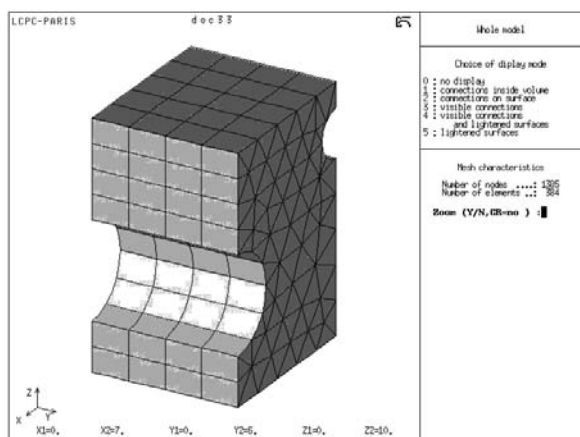 LCPC-PARIS
doc33
Whole model
Choice of diplay mode
0 : no display
1 : connections inside volume
2 : connections on surface
3 : visible connections
4 : visible connections
and lightened surfaces
5 : lightened surfaces
Mesh characteristics
Number of nodes ....: 1305
Number of elements ..: 384
Zoom (Y/N,CR=no ) :
Z
X
Y
X1=0. X2=7. Y1=0. Y2=6. Z1=0. Z2=10.